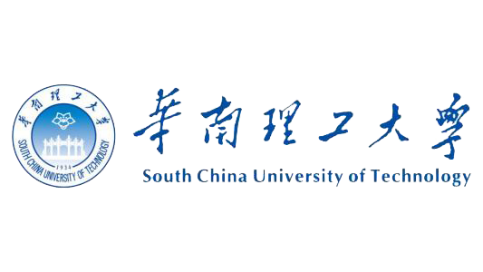 華南理工大學
SOUTH CHINA UNIVERSITY OF TECHNOLOGY
1934
華南理工大學
South China University of Technology